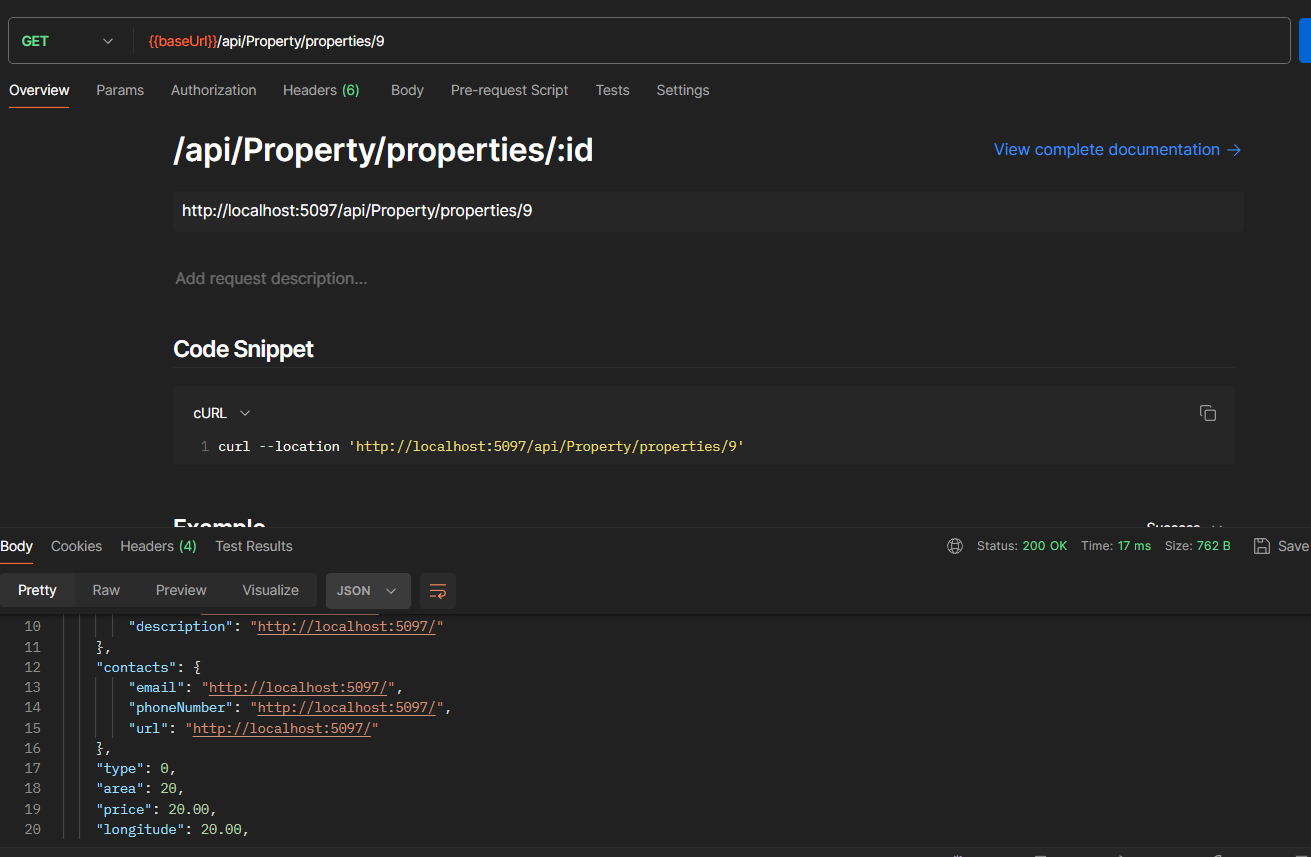 GET {{baseUrl}}/api/Property/properties/9
Overview Params Authorization Headers (6) Body Pre-request Script Tests Settings
/api/Property/properties/:id
View complete documentation →
http://localhost:5097/api/Property/properties/9
Add request description...
Code Snippet
cURL
1 curl --location 'http://localhost:5097/api/Property/properties/9'
Example Success
Body Cookies Headers (4) Test Results Status: 200 OK Time: 17 ms Size: 762 B Save
Pretty Raw Preview Visualize JSON
10 "description": "http://localhost:5097/"
11 },
12 "contacts": {
13 "email": "http://localhost:5097/",
14 "phoneNumber": "http://localhost:5097/",
15 "url": "http://localhost:5097/"
16 },
17 "type": 0,
18 "area": 20,
19 "price": 20.00,
20 "longitude": 20.00,